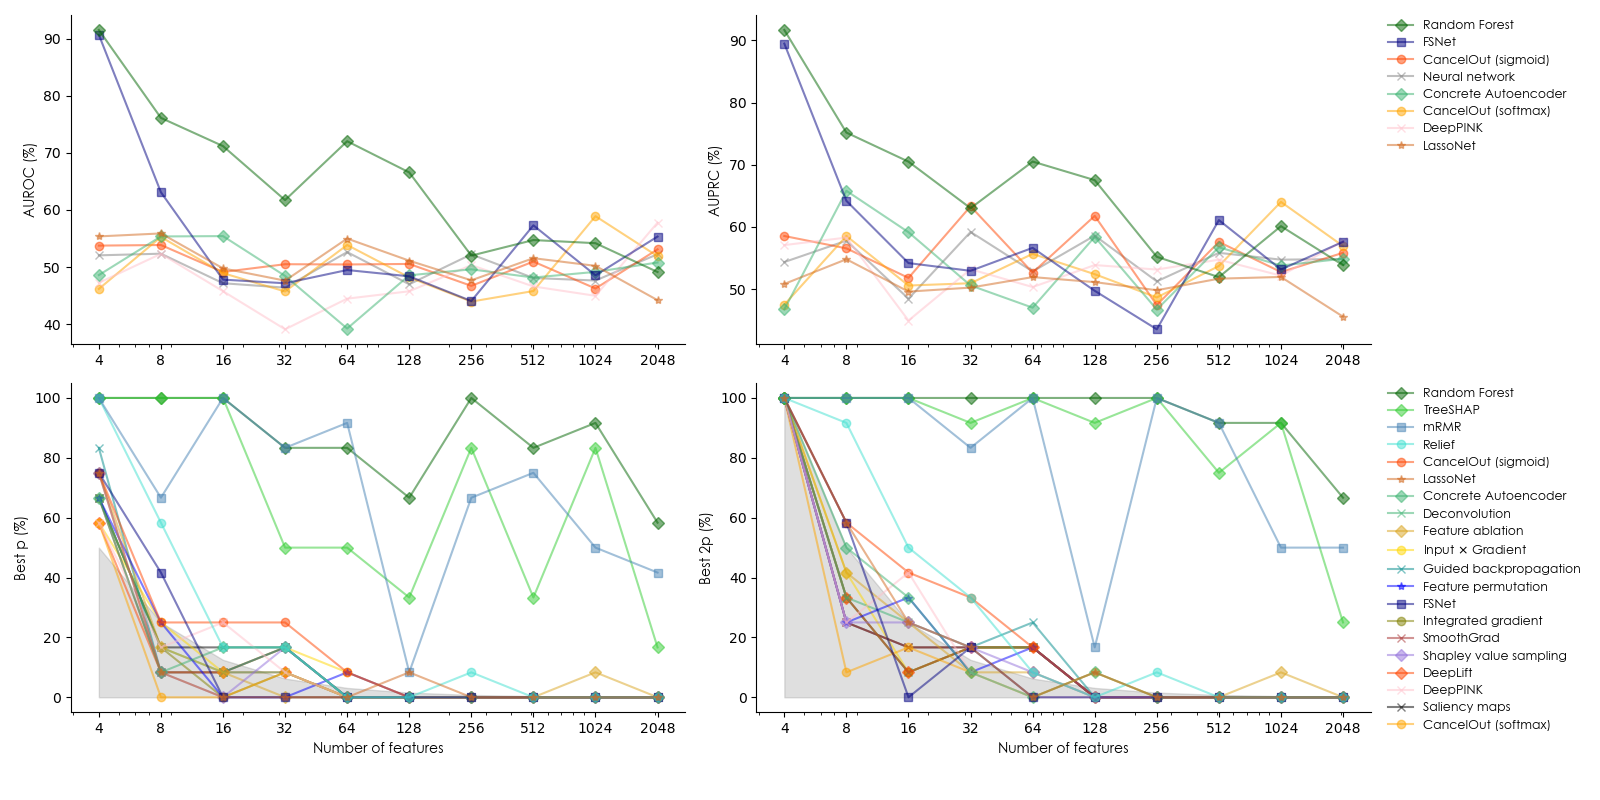 AUROC (%)
90
80
70
60
50
40
4 8 16 32 64 128 256 512 1024 2048
AUPRC (%)
90
80
70
60
50
4 8 16 32 64 128 256 512 1024 2048
Random Forest
FSNet
CancelOut (sigmoid)
Neural network
Concrete Autoencoder
CancelOut (softmax)
DeepPINK
LassoNet
Best p (%)
100
80
60
40
20
0
4 8 16 32 64 128 256 512 1024 2048
Number of features
Best 2p (%)
100
80
60
40
20
0
4 8 16 32 64 128 256 512 1024 2048
Number of features
Random Forest
TreeSHAP
mRMR
Relief
CancelOut (sigmoid)
LassoNet
Concrete Autoencoder
Deconvolution
Feature ablation
Input × Gradient
Guided backpropagation
Feature permutation
FSNet
Integrated gradient
SmoothGrad
Shapley value sampling
DeepLift
DeepPINK
Saliency maps
CancelOut (softmax)